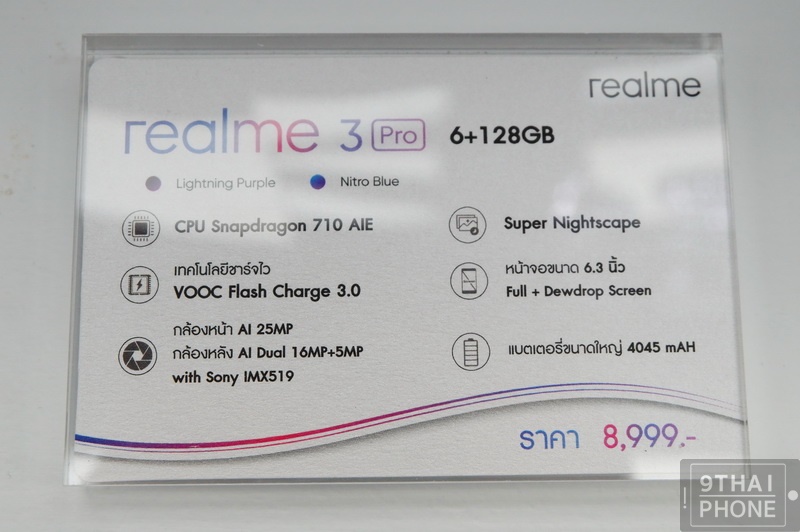 realme
realme 3 Pro 6+128GB
Lightning Purple Nitro Blue
CPU Snapdragon 710 AIE
Super Nightscape
เทคโนโลยีชาร์จไว
VOOC Flash Charge 3.0
หน้าจอขนาด 6.3 นิ้ว
Full + Dewdrop Screen
กล้องหน้า AI 25MP
กล้องหลัง AI Dual 16MP+5MP
with Sony IMX519
แบตเตอรี่ขนาดใหญ่ 4045 mAH
ราคา 8,999.-
9THAI
PHONE